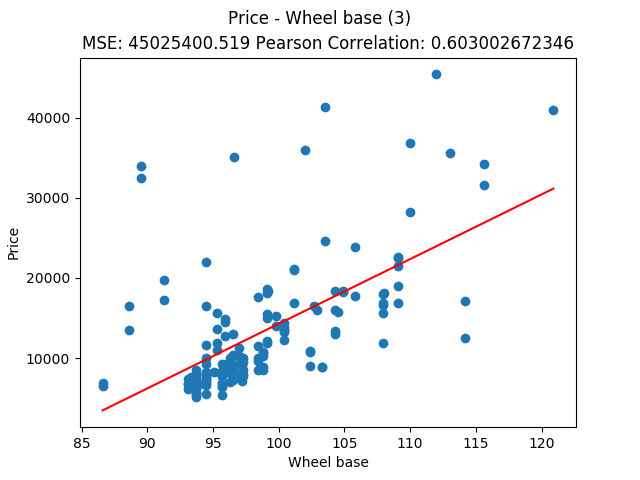 Price - Wheel base (3)
MSE: 45025400.519 Pearson Correlation: 0.603002672346
40000
30000
20000
10000
Price
85 90 95 100 105 110 115 120
Wheel base